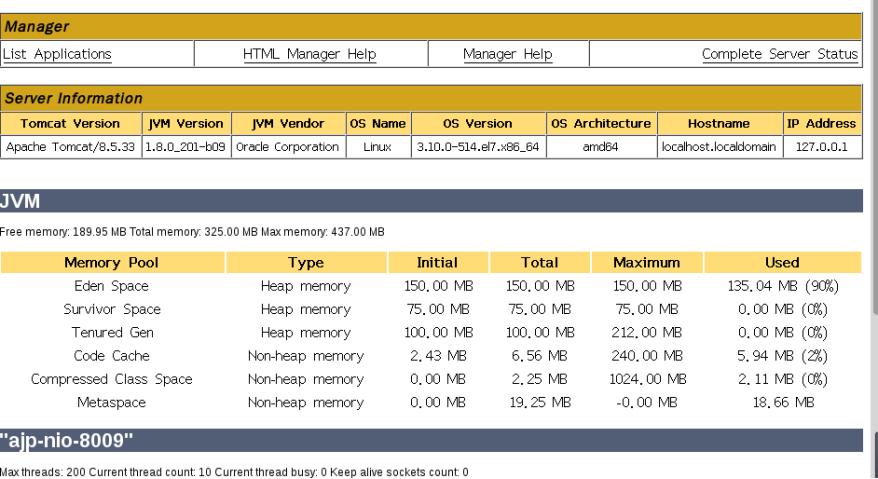 Manager
List Applications HTML Manager Help Manager Help Complete Server Status
Server Information
Tomcat Version JVM Version JVM Vendor OS Name OS Version OS Architecture Hostname IP Address
Apache Tomcat/8.5.33 1.8.0_201-b09 Oracle Corporation Linux 3.10.0-514.el7.x86_64 amd64 localhost.localdomain 127.0.0.1
JVM
Free memory: 189.95 MB Total memory: 325.00 MB Max memory: 437.00 MB
Memory Pool Type Initial Total Maximum Used
Eden Space Heap memory 150.00 MB 150.00 MB 150.00 MB 135.04 MB (90%)
Survivor Space Heap memory 75.00 MB 75.00 MB 75.00 MB 0.00 MB (0%)
Tenured Gen Heap memory 100.00 MB 100.00 MB 212.00 MB 0.00 MB (0%)
Code Cache Non-heap memory 2.43 MB 6.56 MB 240.00 MB 5.94 MB (2%)
Compressed Class Space Non-heap memory 0.00 MB 2.25 MB 1024.00 MB 2.11 MB (0%)
Metaspace Non-heap memory 0.00 MB 19.25 MB -0.00 MB 18.66 MB
"ajp-nio-8009"
Max threads: 200 Current thread count: 10 Current thread busy: 0 Keep alive sockets count: 0